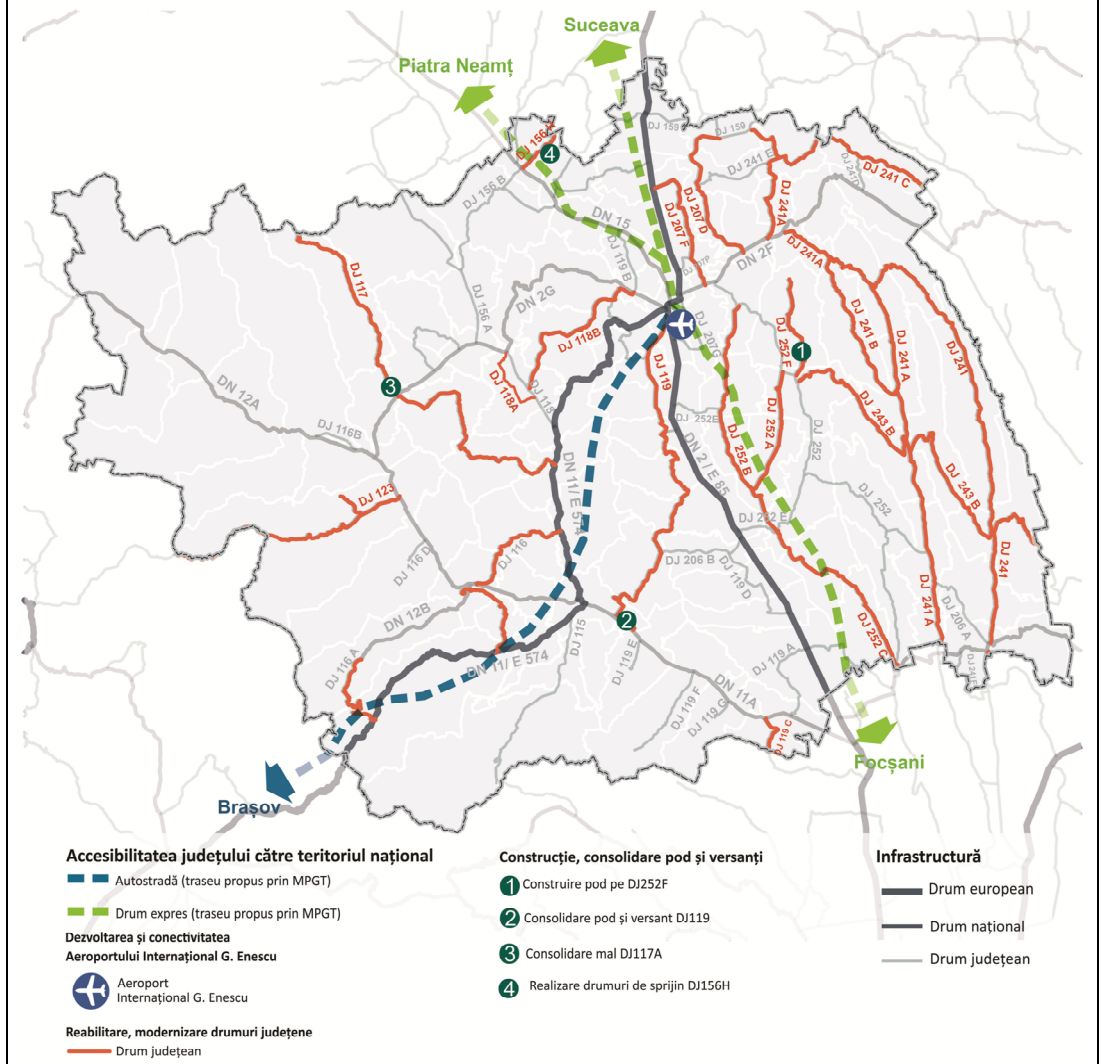 Suceava
Piatra Neamț
DJ 156 A
4
DJ 159
DJ 159
DJ 241 E
DJ 241 C
DJ 156 B
DN 15
DJ 207 F
DJ 207 D
DJ 241A
DN 2F
DJ 241A
DJ 119 B
DJ 117
DN 2G
DJ 156 A
DJ 118B
DJ 207G
DJ 252 F
1
DJ 241 B
DJ 241 A
DJ 241
DJ 119
3
DJ 118A
DN 12A
DJ 116B
DJ 252E
DJ 252 B
DJ 252 A
DJ 252
DJ 243 B
DN 11/ E 574
DN 2 / E 85
DJ 123
DJ 252
DJ 243 B
DJ 116 D
DJ 116
DJ 206 B
DJ 119 D
DJ 241
DN 12B
2
DJ 241 A
DJ 206 A
DJ 116 A
DN 11/ E 574
DJ 115
DJ 119 E
DJ 119 A
DJ 252 C
DJ 119 F
DJ 119 G
DN 11A
DJ 119 C
Focșani
Brașov
Accesibilitatea județului către teritoriul național
Autostradă (traseu propus prin MPGT)
Drum expres (traseu propus prin MPGT)
Dezvoltarea și conectivitatea
Aeroportului Internațional G. Enescu
Aeroport
Internațional G. Enescu
Reabilitare, modernizare drumuri județene
Drum județean
Construcție, consolidare pod și versanți
1 Construire pod pe DJ252F
2 Consolidare pod și versant DJ119
3 Consolidare mal DJ117A
4 Realizare drumuri de sprijin DJ156H
Infrastructură
Drum european
Drum național
Drum județean